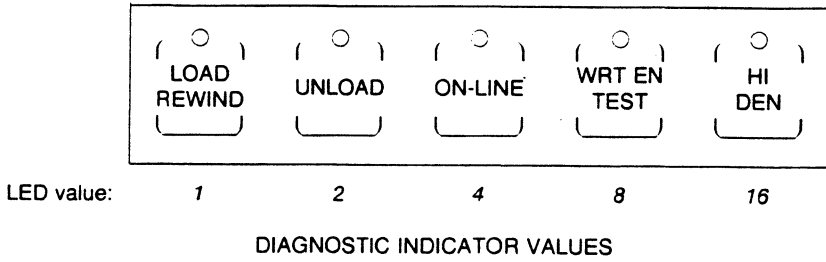 LOAD REWIND UNLOAD ON-LINE WRT EN TEST HI DEN
LED value: 1 2 4 8 16
DIAGNOSTIC INDICATOR VALUES